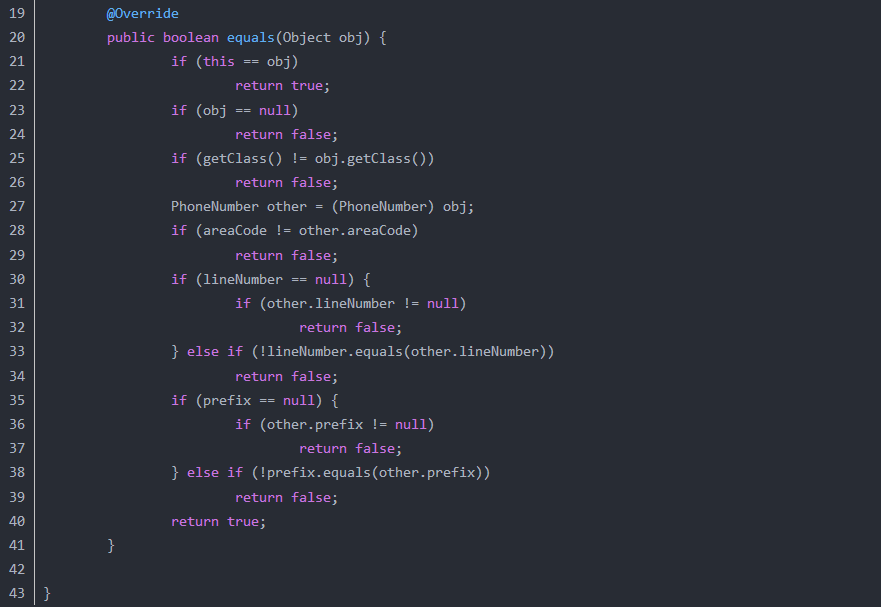 19 @Override
20 public boolean equals(Object obj) {
21 if (this == obj)
22 return true;
23 if (obj == null)
24 return false;
25 if (getClass() != obj.getClass())
26 return false;
27 PhoneNumber other = (PhoneNumber) obj;
28 if (areaCode != other.areaCode)
29 return false;
30 if (lineNumber == null) {
31 if (other.lineNumber != null)
32 return false;
33 } else if (!lineNumber.equals(other.lineNumber))
34 return false;
35 if (prefix == null) {
36 if (other.prefix != null)
37 return false;
38 } else if (!prefix.equals(other.prefix))
39 return false;
40 return true;
41 }
42
43 }